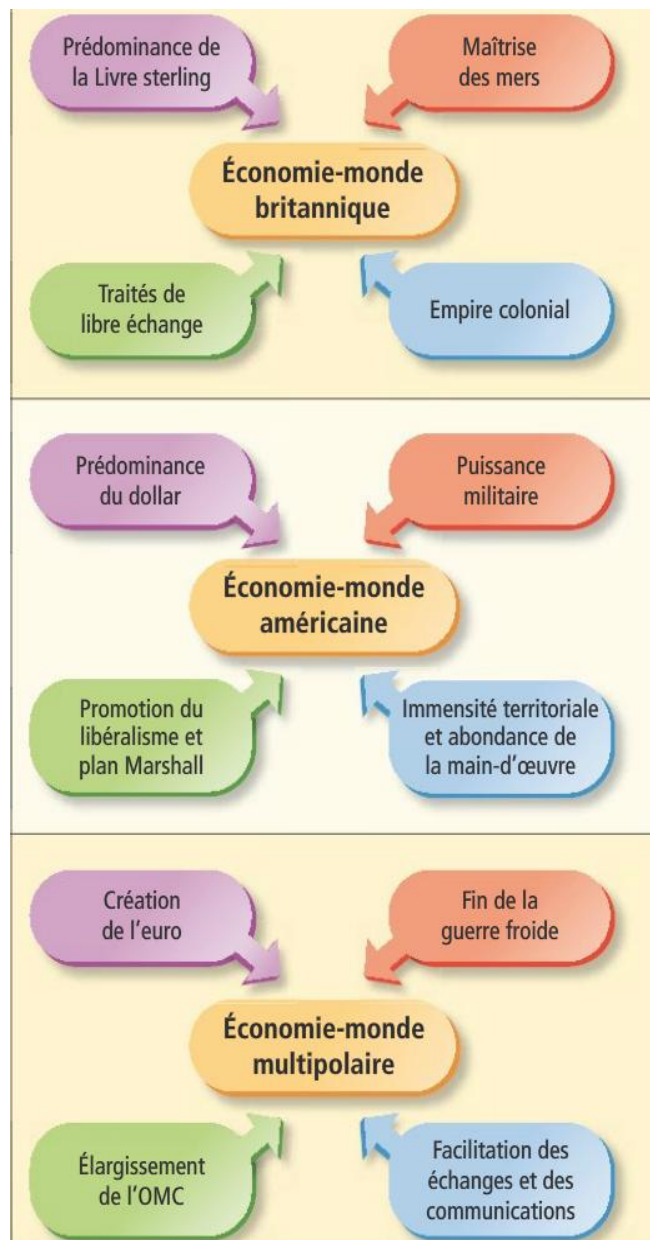 Prédominance de
la Livre sterling
Maîtrise
des mers
Économie-monde
britannique
Traités de
libre échange
Empire colonial
Prédominance
du dollar
Puissance
militaire
Économie-monde
américaine
Promotion du
libéralisme et
plan Marshall
Immensité territoriale
et abondance de
la main-d'œuvre
Création
de l'euro
Fin de la
guerre froide
Économie-monde
multipolaire
Élargissement
de l'OMC
Facilitation des
échanges et des
communications